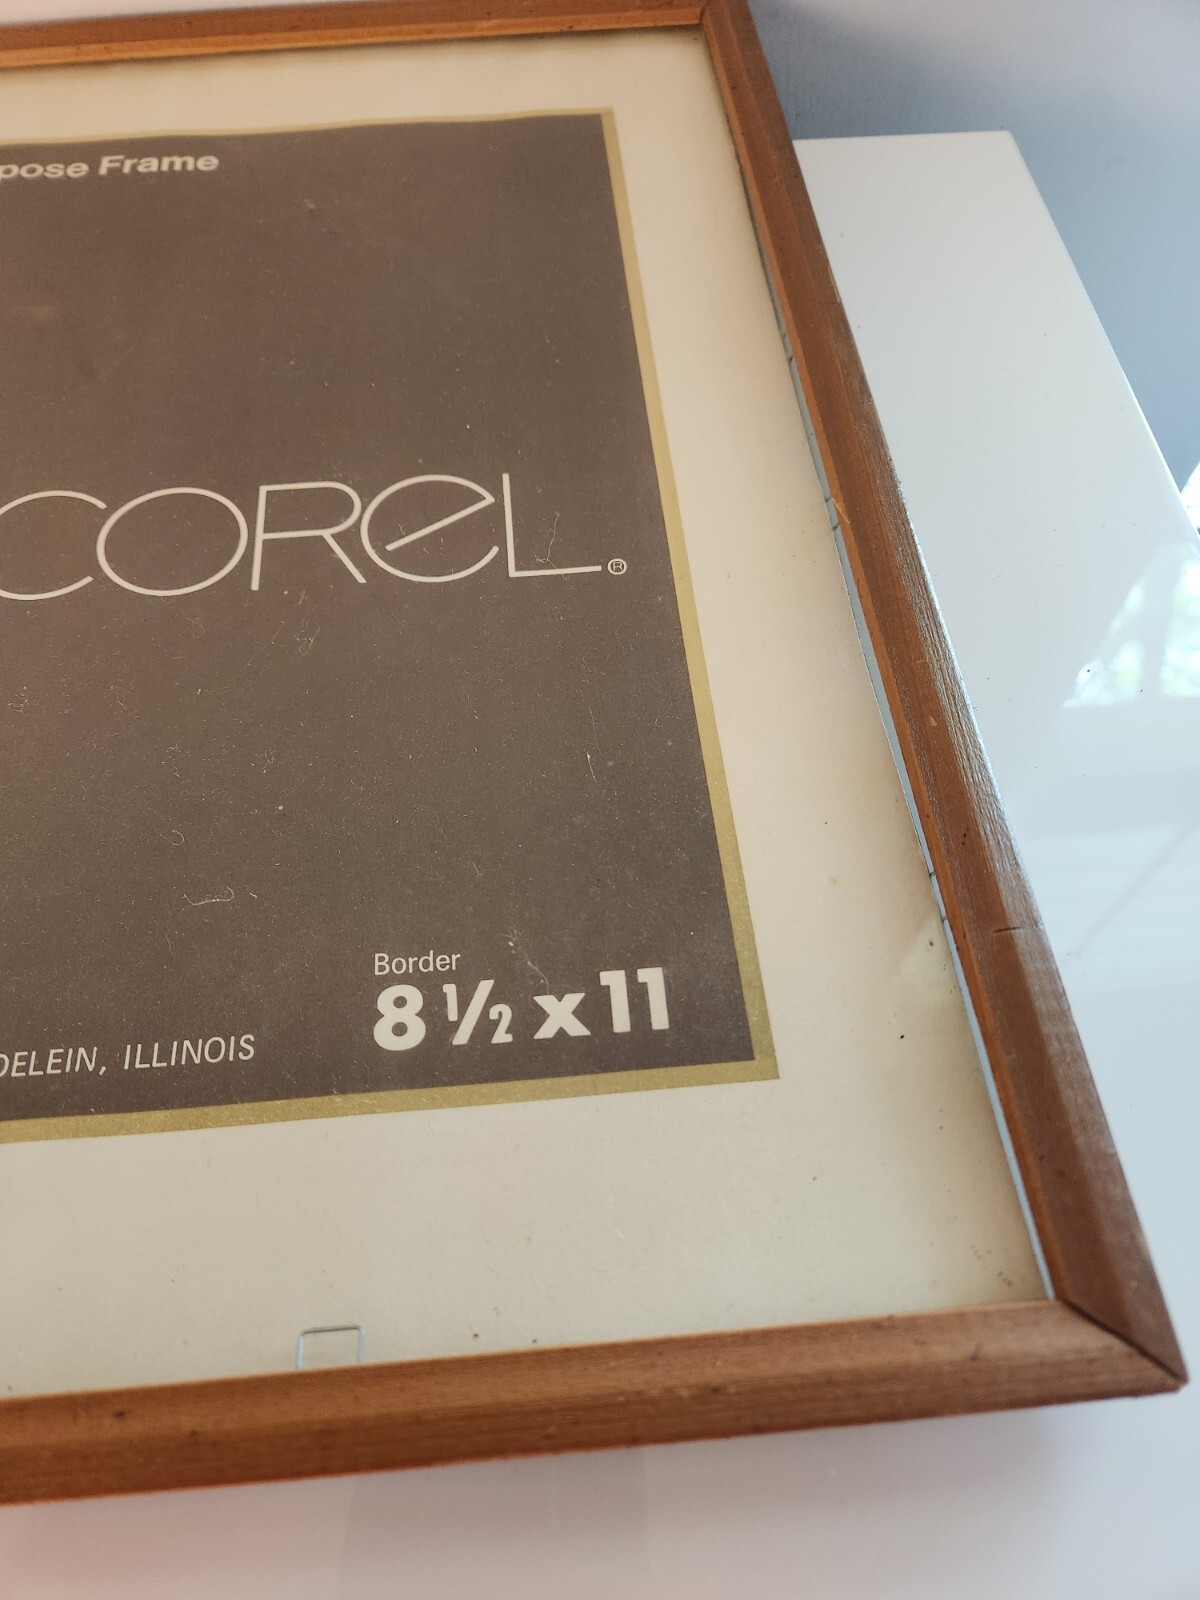 pose Frame
COREL®
Border
8 1/2 x 11
DELEIN, ILLINOIS